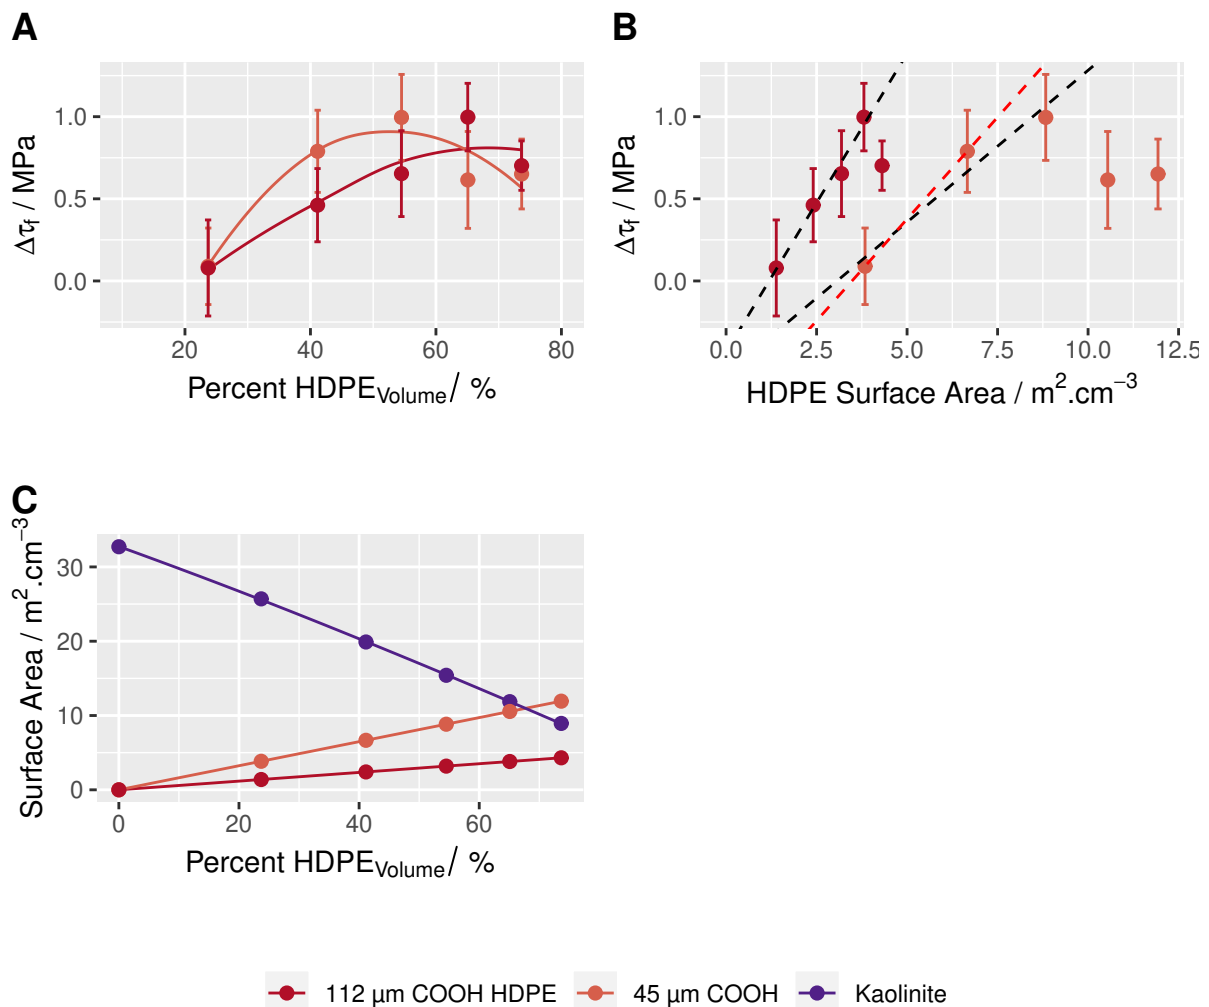 A
B
1.0
0.5
0.0
Δτf / MPa
20
40
60
80
Percent HDPEVolume/ %
1.0
0.5
0.0
Δτf / MPa
0.0
2.5
5.0
7.5
10.0
12.5
HDPE Surface Area / m².cm⁻³
C
30
20
10
0
Surface Area / m².cm⁻³
0
20
40
60
Percent HDPEVolume/ %
112 µm COOH HDPE
45 µm COOH
Kaolinite